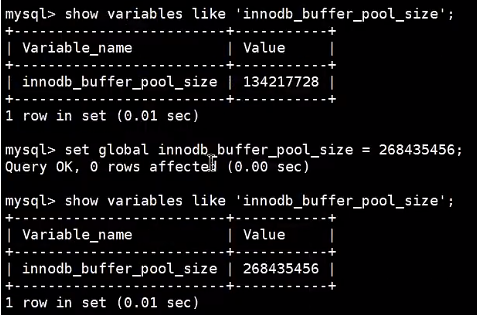 mysql> show variables like 'innodb_buffer_pool_size';
+-------------------------+-----------+
| Variable_name           | Value     |
+-------------------------+-----------+
| innodb_buffer_pool_size | 134217728 |
+-------------------------+-----------+
1 row in set (0.01 sec)
mysql> set global innodb_buffer_pool_size = 268435456;
Query OK, 0 rows affected (0.00 sec)
mysql> show variables like 'innodb_buffer_pool_size';
+-------------------------+-----------+
| Variable_name           | Value     |
+-------------------------+-----------+
| innodb_buffer_pool_size | 268435456 |
+-------------------------+-----------+
1 row in set (0.01 sec)